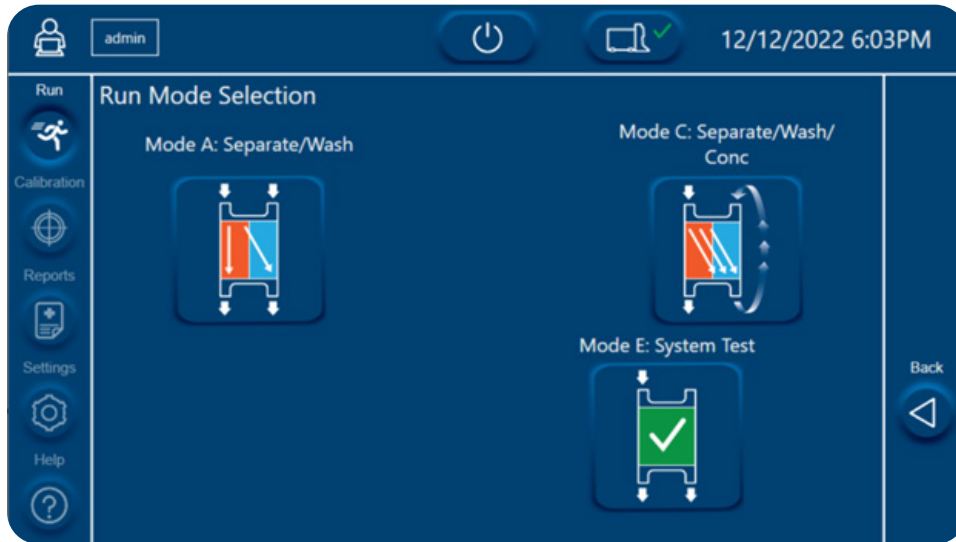 admin
12/12/2022 6:03PM
Run
Run Mode Selection
Mode A: Separate/Wash
Mode C: Separate/Wash/
Conc
Calibration
Reports
Mode E: System Test
Settings
Back
Help
?